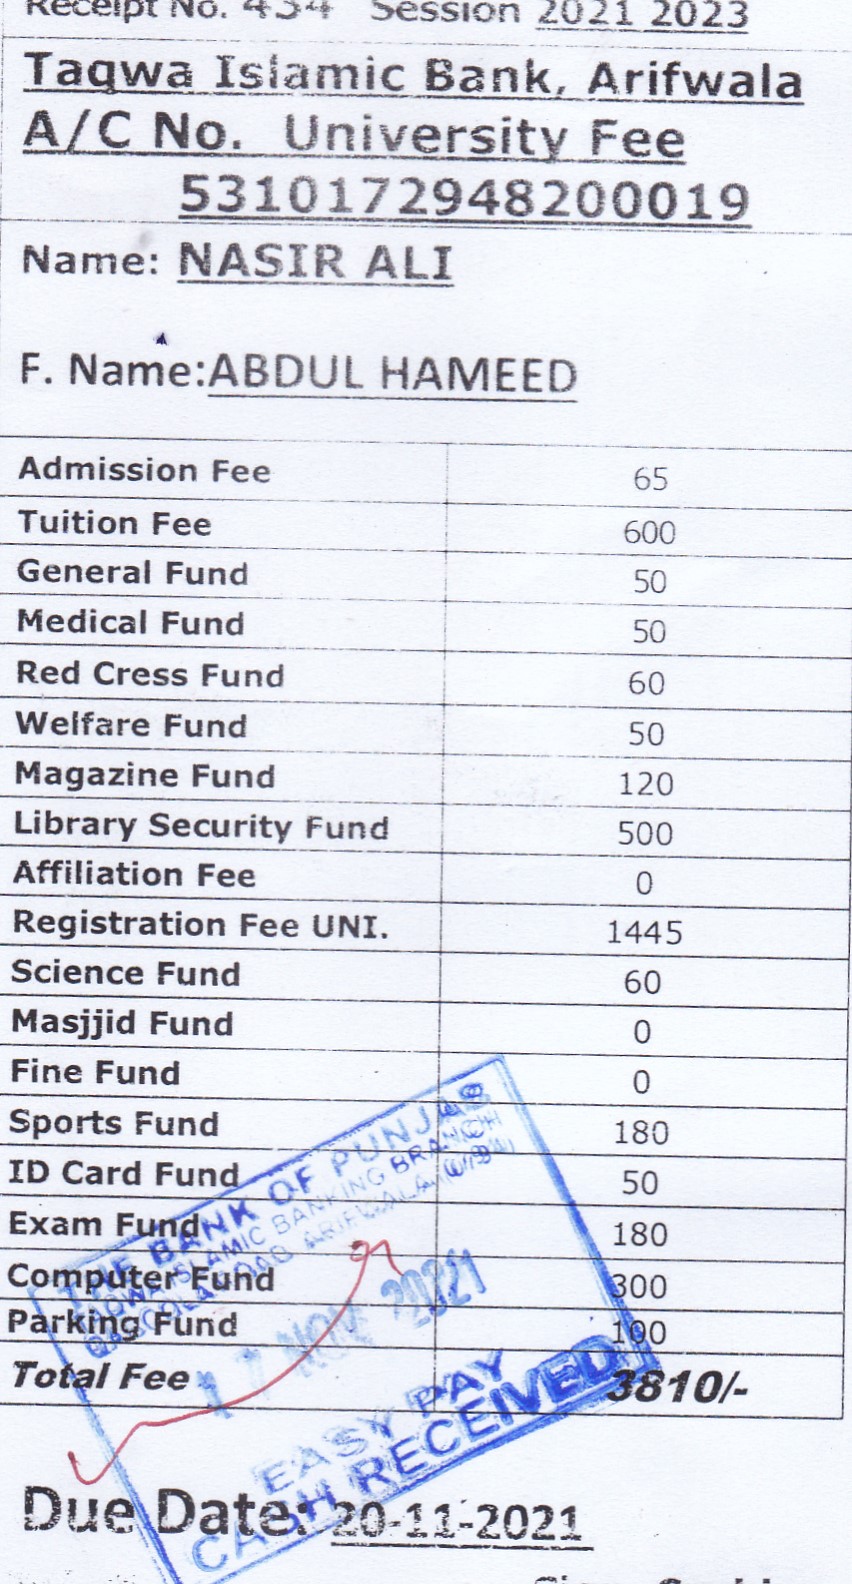 Receipt No. 434 Session 2021 2023
Taqwa Islamic Bank, Arifwala
A/C No. University Fee
5310172948200019
Name: NASIR ALI
F. Name:ABDUL HAMEED
Admission Fee 65
Tuition Fee 600
General Fund 50
Medical Fund 50
Red Cress Fund 60
Welfare Fund 50
Magazine Fund 120
Library Security Fund 500
Affiliation Fee 0
Registration Fee UNI. 1445
Science Fund 60
Masjjid Fund 0
Fine Fund 0
Sports Fund 180
ID Card Fund 50
Exam Fund 180
Computer Fund 300
Parking Fund 100
Total Fee 3810/-
THE BANK OF PUNJAB
ISLAMIC BANKING BRANCH
ROAD ARIFWALA
17 NOV 2021
EASY PAY
CASH RECEIVED
Due Date: 20-11-2021